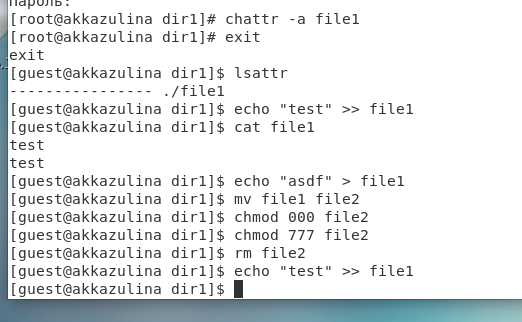 Пароль:
[root@akkazulina dir1]# chattr -a file1
[root@akkazulina dir1]# exit
exit
[guest@akkazulina dir1]$ lsattr
---------------- ./file1
[guest@akkazulina dir1]$ echo "test" >> file1
[guest@akkazulina dir1]$ cat file1
test
test
[guest@akkazulina dir1]$ echo "asdf" > file1
[guest@akkazulina dir1]$ mv file1 file2
[guest@akkazulina dir1]$ chmod 000 file2
[guest@akkazulina dir1]$ chmod 777 file2
[guest@akkazulina dir1]$ rm file2
[guest@akkazulina dir1]$ echo "test" >> file1
[guest@akkazulina dir1]$